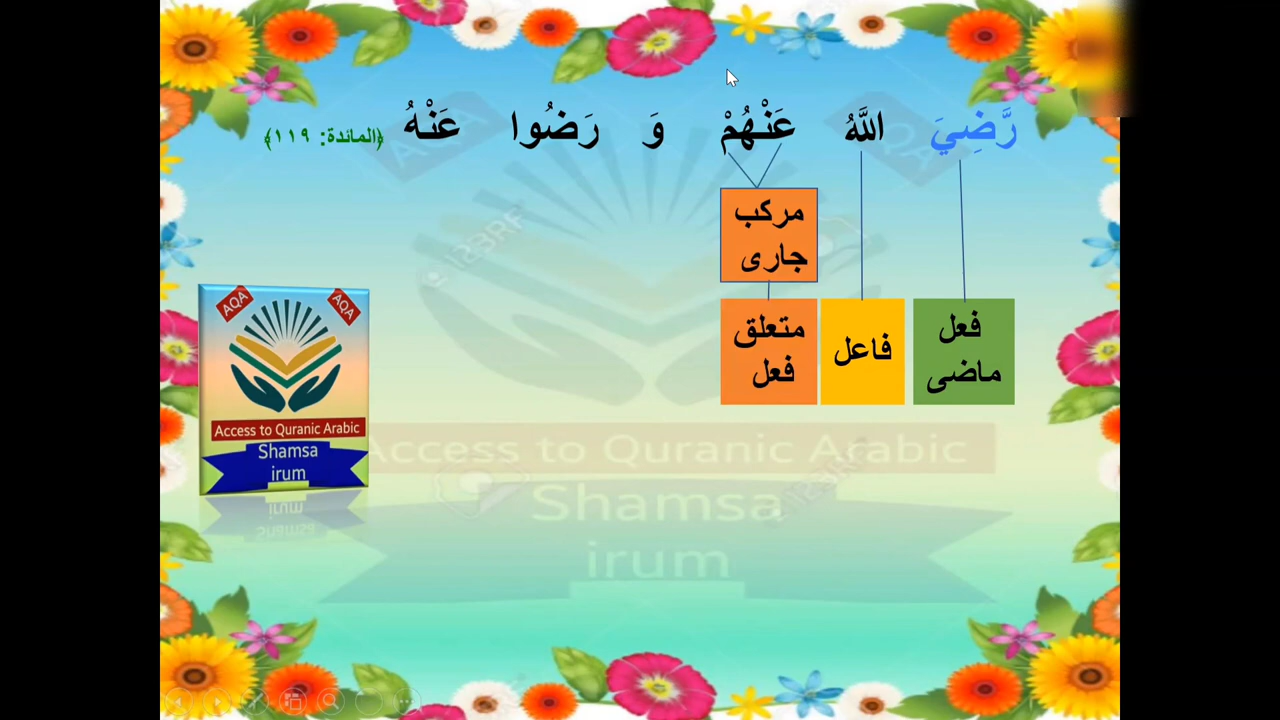 رَّضِيَ اللَّهُ عَنْهُمْ وَ رَضُوا عَنْهُ ﴿المائدة: ١١٩﴾
مركب
جارى
فعل
ماضى
فاعل
متعلق
فعل
AQA AQA
Access to Quranic Arabic
Shamsa
irum
Access to Quranic Arabic
Shamsa
irum